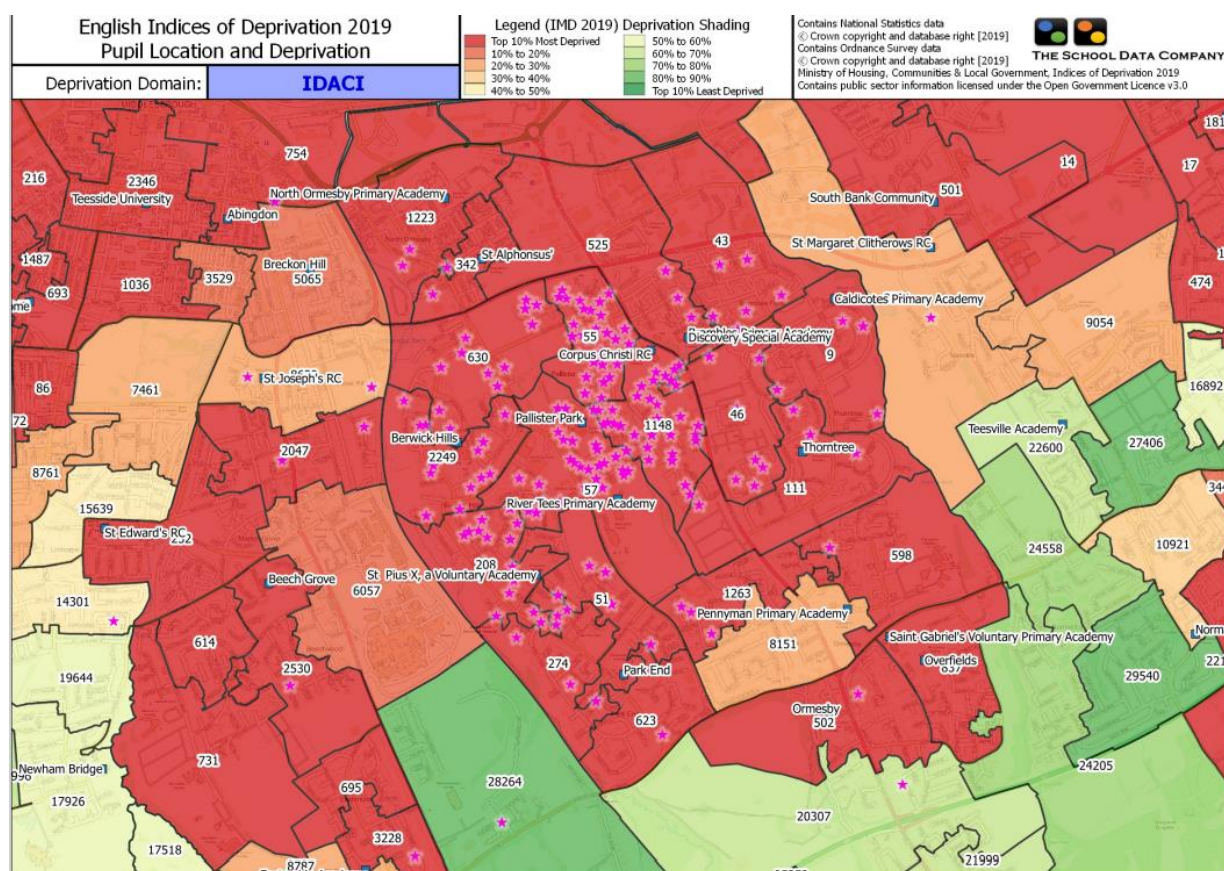 English Indices of Deprivation 2019
Pupil Location and Deprivation
Deprivation Domain:
IDACI
Legend (IMD 2019) Deprivation Shading
Top 10% Most Deprived
10% to 20%
20% to 30%
30% to 40%
40% to 50%
50% to 60%
60% to 70%
70% to 80%
80% to 90%
Top 10% Least Deprived
Contains National Statistics data
© Crown copyright and database right [2019]
Contains Ordnance Survey data
© Crown copyright and database right [2019]
Ministry of Housing, Communities & Local Government, Indices of Deprivation 2019
Contains public sector information licensed under the Open Government Licence v3.0
THE SCHOOL DATA COMPANY
MIDDLESBROUGH
754
14
17
216
2346
Teesside University
North Ormesby Primary Academy
1223
Abingdon
South Bank Community
501
525
43
St Margaret Clitherows RC
St Alphonsus'
342
Breckon Hill
5065
3529
1036
1487
693
474
Caldicotes Primary Academy
9054
55
Corpus Christi RC
Discovery Special Academy
9
630
16892
St Joseph's RC
86
7461
72
Pallister Park
46
1148
Berwick Hills
2249
2047
Thorntree
111
Teesville Academy
22600
27406
8761
57
River Tees Primary Academy
15639
St Edward's RC
24558
10921
598
208
St Pius X, a Voluntary Academy
Beech Grove
6057
14301
51
1263
Pennyman Primary Academy
8151
614
Saint Gabriel's Voluntary Primary Academy
Overfields
274
Park End
2530
19644
29540
Ormesby
502
623
731
Newham Bridge
17926
695
28264
24205
20307
3228
17518
8787
21999